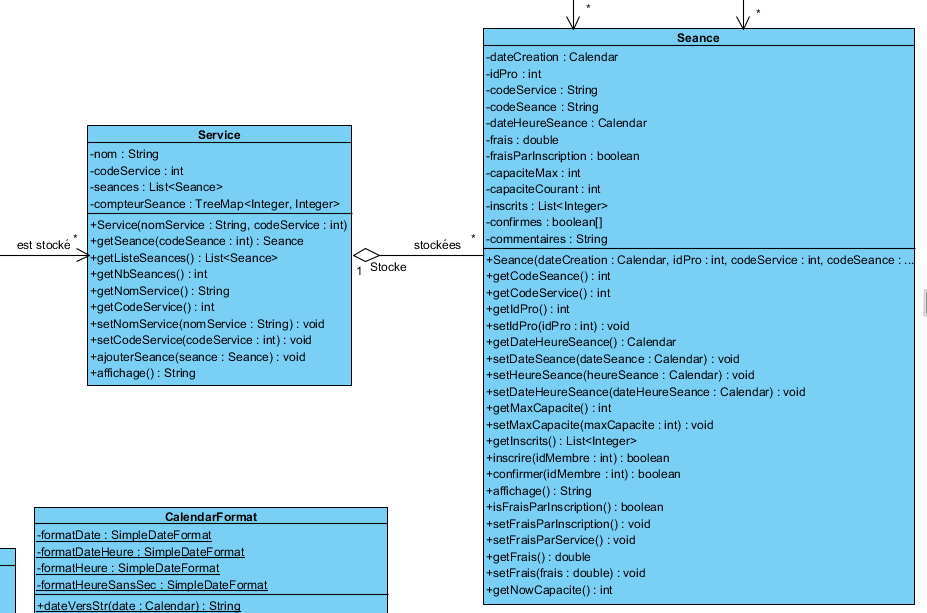 *
*
Seance
-dateCreation : Calendar
-idPro : int
-codeService : String
-codeSeance : String
-dateHeureSeance : Calendar
-frais : double
-fraisParInscription : boolean
-capaciteMax : int
-capaciteCourant : int
-inscrits : List<Integer>
-confirmes : boolean[]
-commentaires : String
+Seance(dateCreation : Calendar, idPro : int, codeService : int, codeSeance : ...
+getCodeSeance() : int
+getCodeService() : int
+getIdPro() : int
+setIdPro(idPro : int) : void
+getDateHeureSeance() : Calendar
+setDateSeance(dateSeance : Calendar) : void
+setHeureSeance(heureSeance : Calendar) : void
+setDateHeureSeance(dateHeureSeance : Calendar) : void
+getMaxCapacite() : int
+setMaxCapacite(maxCapacite : int) : void
+getInscrits() : List<Integer>
+inscrire(idMembre : int) : boolean
+confirmer(idMembre : int) : boolean
+affichage() : String
+isFraisParInscription() : boolean
+setFraisParInscription() : void
+setFraisParService() : void
+getFrais() : double
+setFrais(frais : double) : void
+getNowCapacite() : int
Service
-nom : String
-codeService : int
-seances : List<Seance>
-compteurSeance : TreeMap<Integer, Integer>
+Service(nomService : String, codeService : int)
+getSeance(codeSeance : int) : Seance
+getListeSeances() : List<Seance>
+getNbSeances() : int
+getNomService() : String
+getCodeService() : int
+setNomService(nomService : String) : void
+setCodeService(codeService : int) : void
+ajouterSeance(seance : Seance) : void
+affichage() : String
est stocké *
stockées *
1 Stocke
CalendarFormat
-formatDate : SimpleDateFormat
-formatDateHeure : SimpleDateFormat
-formatHeure : SimpleDateFormat
-formatHeureSansSec : SimpleDateFormat
+dateVersStr(date : Calendar) : String